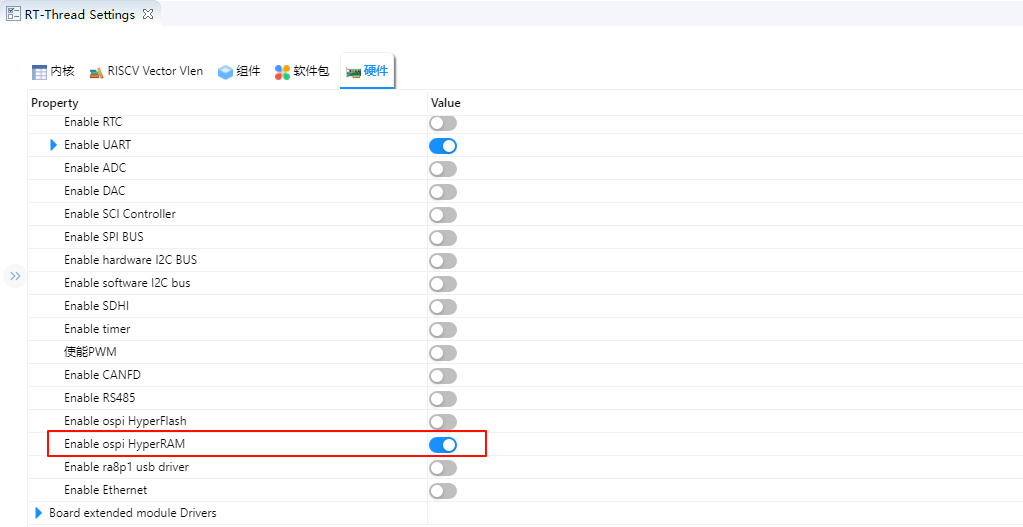 RT-Thread Settings
内核 RISCV Vector Vlen 组件 软件包 硬件
Property Value
Enable RTC
Enable UART
Enable ADC
Enable DAC
Enable SCI Controller
Enable SPI BUS
Enable hardware I2C BUS
Enable software I2C bus
Enable SDHI
Enable timer
使能PWM
Enable CANFD
Enable RS485
Enable ospi HyperFlash
Enable ospi HyperRAM
Enable ra8p1 usb driver
Enable Ethernet
Board extended module Drivers